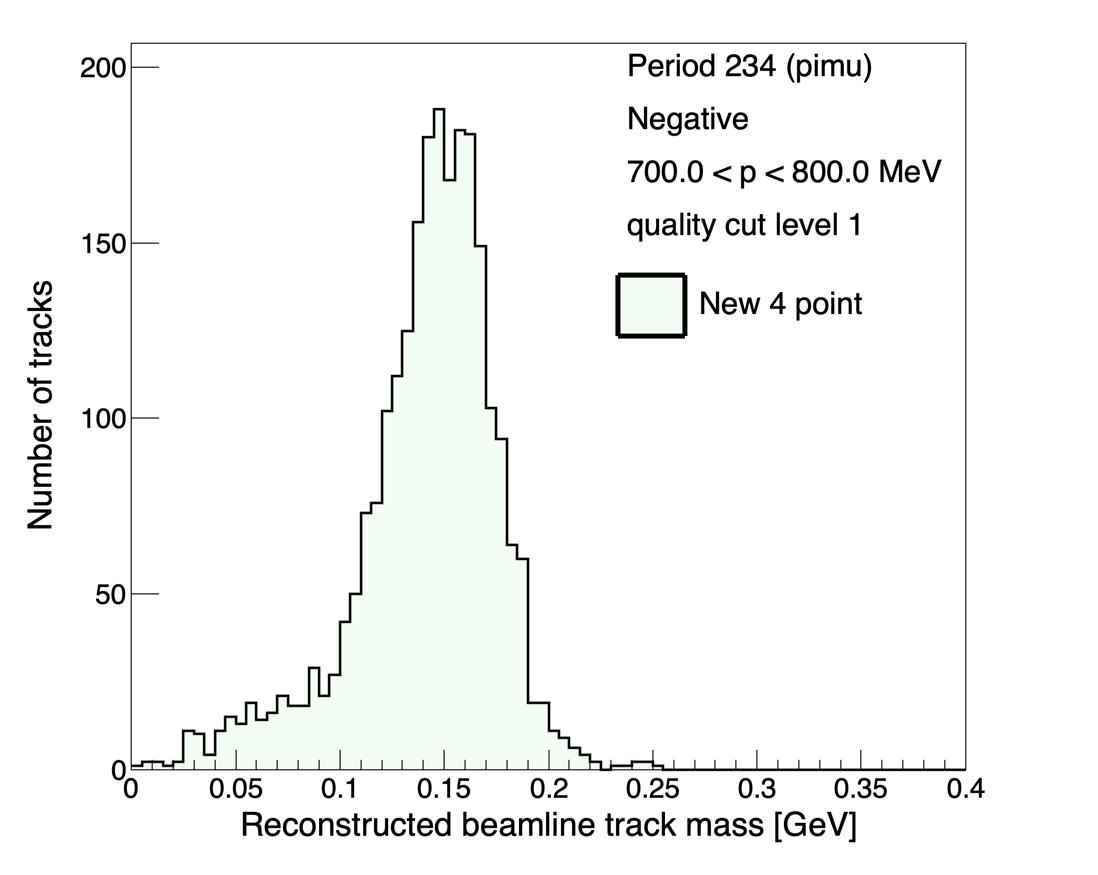 Period 234 (pimu)
Negative
700.0 < p < 800.0 MeV
quality cut level 1
New 4 point
Number of tracks
200
150
100
50
0
0 0.05 0.1 0.15 0.2 0.25 0.3 0.35 0.4
Reconstructed beamline track mass [GeV]